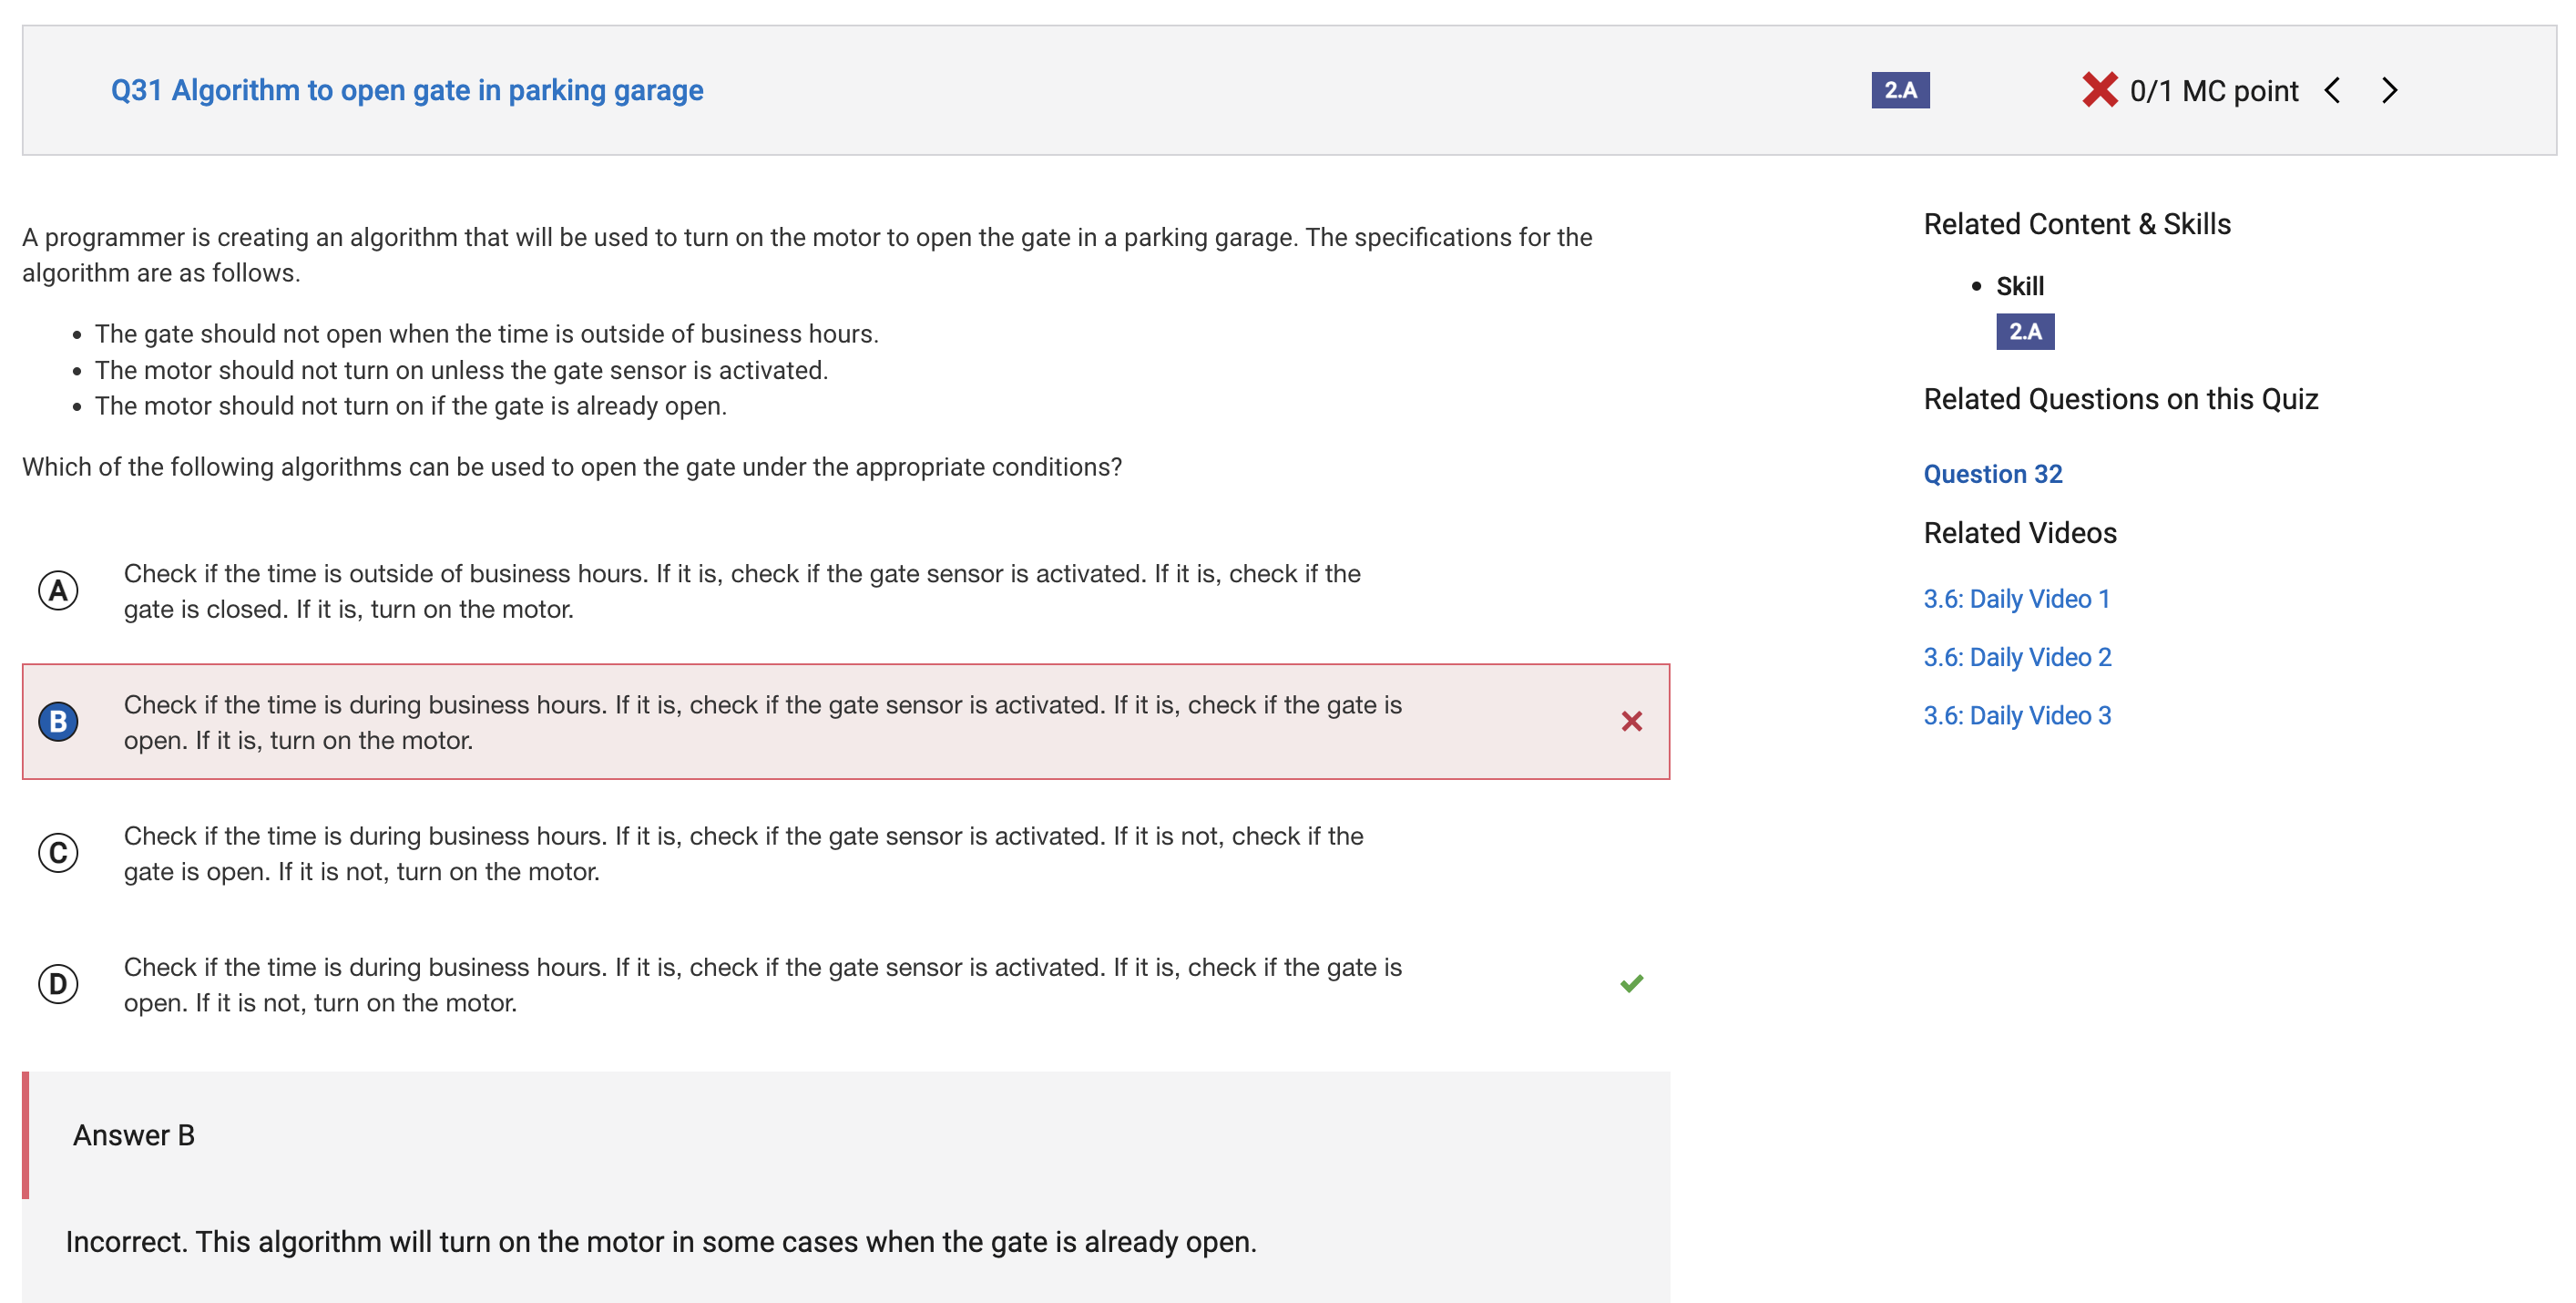 Q31 Algorithm to open gate in parking garage
2.A
0/1 MC point
A programmer is creating an algorithm that will be used to turn on the motor to open the gate in a parking garage. The specifications for the
algorithm are as follows.
The gate should not open when the time is outside of business hours.
The motor should not turn on unless the gate sensor is activated.
The motor should not turn on if the gate is already open.
Which of the following algorithms can be used to open the gate under the appropriate conditions?
A
Check if the time is outside of business hours. If it is, check if the gate sensor is activated. If it is, check if the
gate is closed. If it is, turn on the motor.
B
Check if the time is during business hours. If it is, check if the gate sensor is activated. If it is, check if the gate is
open. If it is, turn on the motor.
C
Check if the time is during business hours. If it is, check if the gate sensor is activated. If it is not, check if the
gate is open. If it is not, turn on the motor.
D
Check if the time is during business hours. If it is, check if the gate sensor is activated. If it is, check if the gate is
open. If it is not, turn on the motor.
Answer B
Incorrect. This algorithm will turn on the motor in some cases when the gate is already open.
Related Content & Skills
Skill
2.A
Related Questions on this Quiz
Question 32
Related Videos
3.6: Daily Video 1
3.6: Daily Video 2
3.6: Daily Video 3